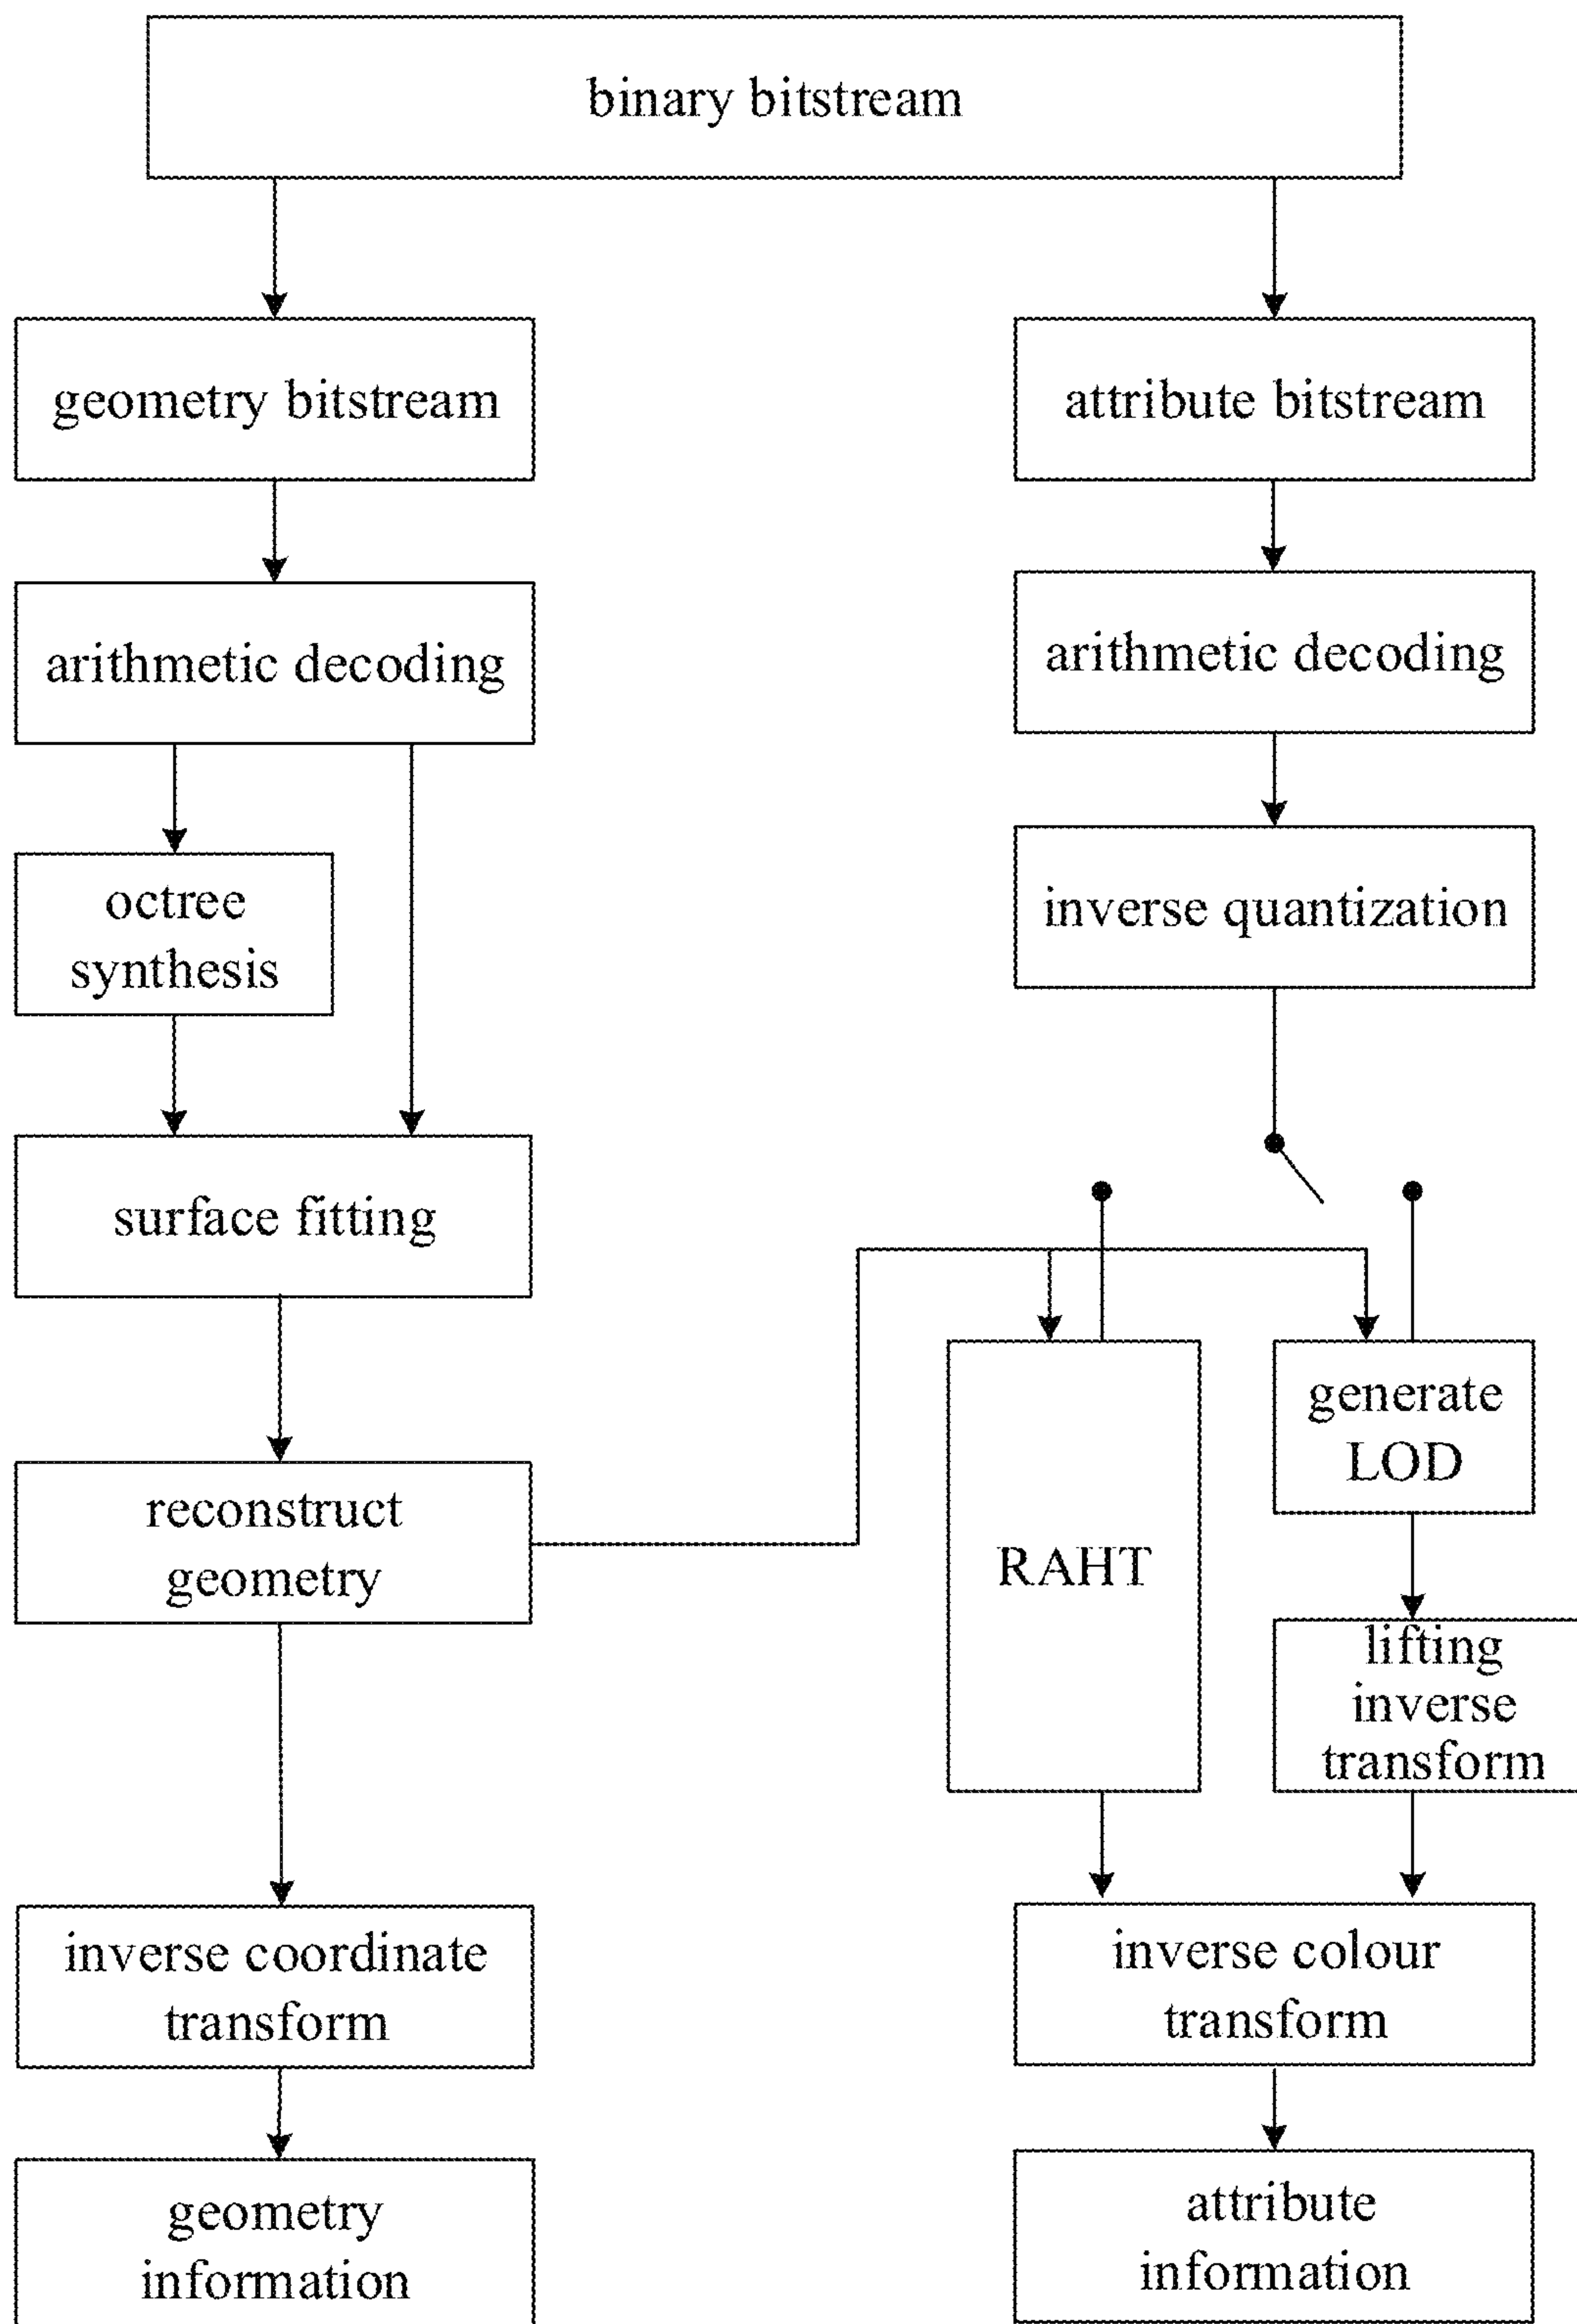 binary bitstream
geometry bitstream
attribute bitstream
arithmetic decoding
arithmetic decoding
octree
synthesis
inverse quantization
surface fitting
reconstruct
geometry
RAHT
generate
LOD
lifting
inverse
transform
inverse coordinate
transform
inverse colour
transform
geometry
information
attribute
information